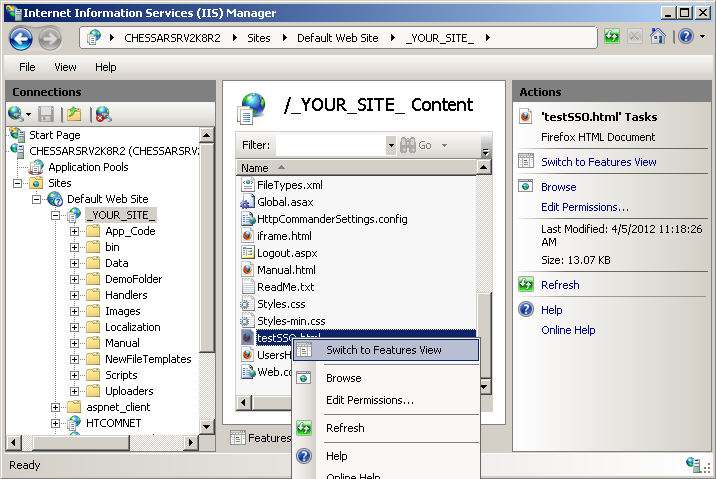 Internet Information Services (IIS) Manager
CHESSARSRV2K8R2
Sites
Default Web Site
_YOUR_SITE_
File View Help
Connections
Start Page
CHESSARSRV2K8R2 (CHESSARSRV
Application Pools
Sites
Default Web Site
_YOUR_SITE_
App_Code
bin
Data
DemoFolder
Handlers
Images
Localization
Manual
NewFileTemplates
Scripts
Uploaders
aspnet_client
HTCOMNET
/_YOUR_SITE_ Content
Filter: Go
Name
FileTypes.xml
Global.asax
HttpCommanderSettings.config
iframe.html
Logout.aspx
Manual.html
ReadMe.txt
Styles.css
Styles-min.css
testSSO.html
UsersH
Web.co
Features
Switch to Features View
Browse
Edit Permissions...
Refresh
Help
Online Help
Actions
'testSSO.html' Tasks
Firefox HTML Document
Switch to Features View
Browse
Edit Permissions...
Last Modified: 4/5/2012 11:18:26
AM
Size: 13.07 KB
Refresh
Help
Online Help
Ready